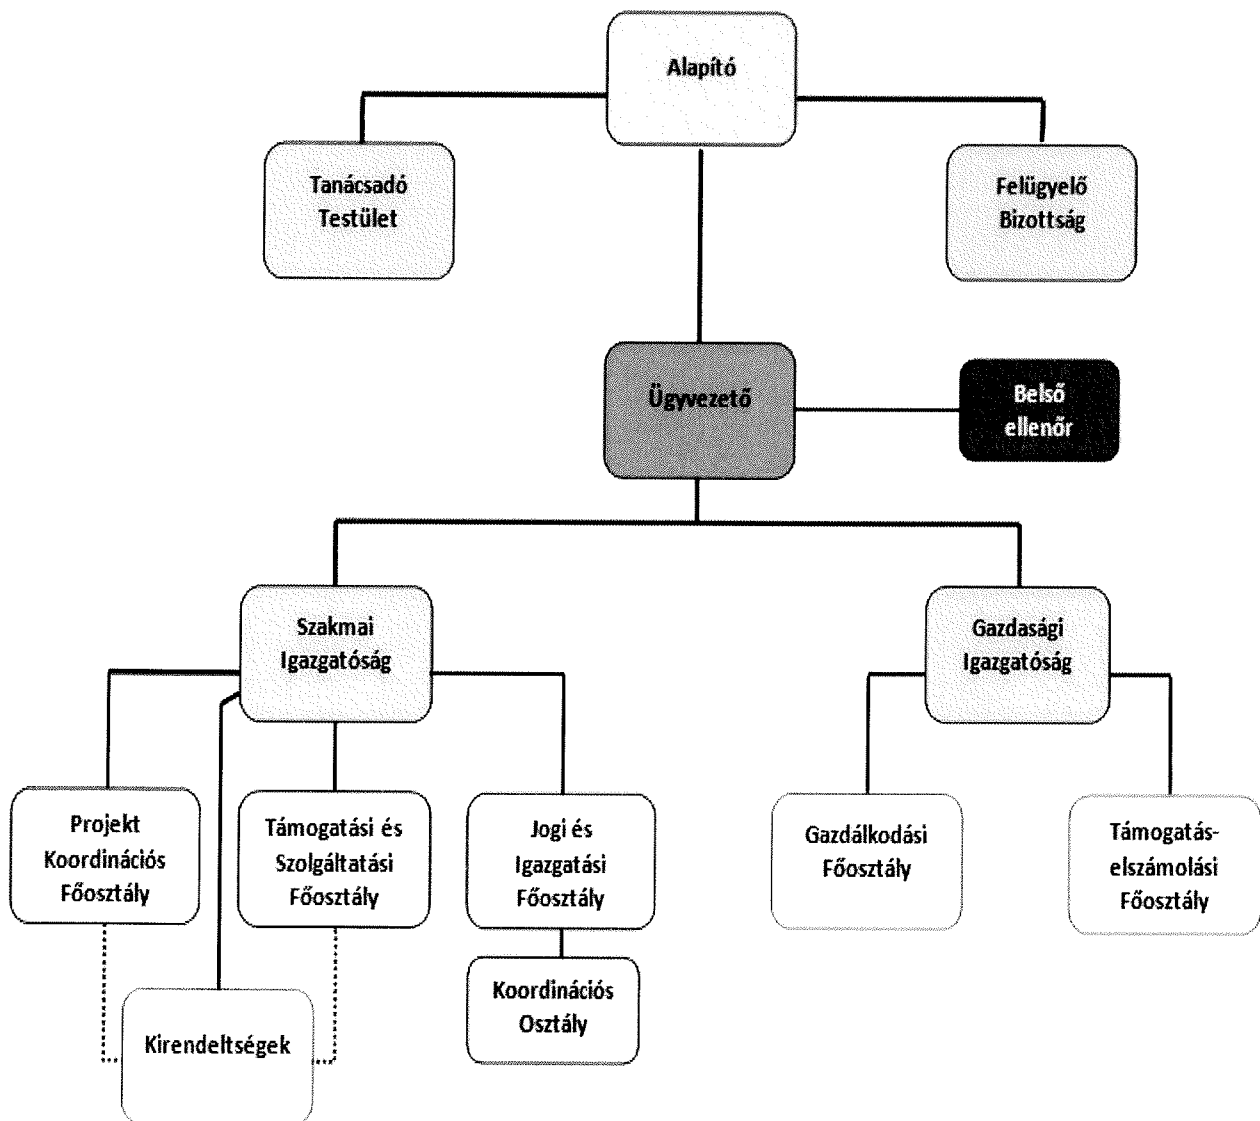 Alapító
Tanácsadó
Testület
Felügyelő
Bizottság
Ügyvezető
Belső
ellenőr
Szakmai
Igazgatóság
Gazdasági
Igazgatóság
Projekt
Koordinációs
Főosztály
Támogatási és
Szolgáltatási
Főosztály
Jogi és
Igazgatási
Főosztály
Gazdálkodási
Főosztály
Támogatás-
elszámolási
Főosztály
Koordinációs
Osztály
Kirendeltségek